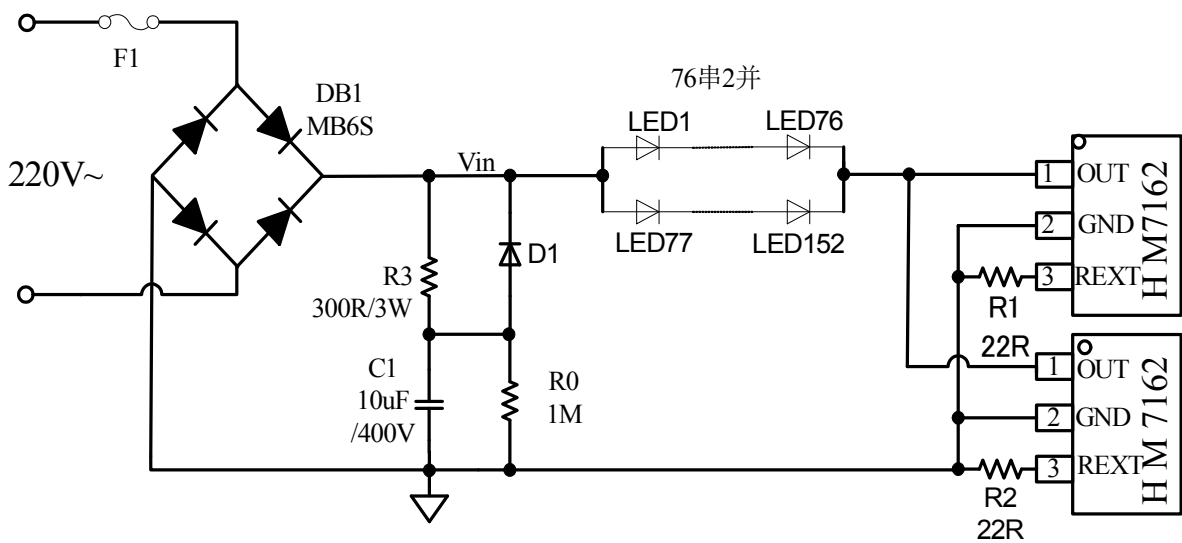 F1
DB1
MB6S
220V~
Vin
76串2并
LED1
LED76
LED77
LED152
R3
300R/3W
D1
C1
10uF
/400V
R0
1M
1
OUT
2
GND
3
REXT
HM7162
R1
22R
1
OUT
2
GND
3
REXT
HM7162
R2
22R